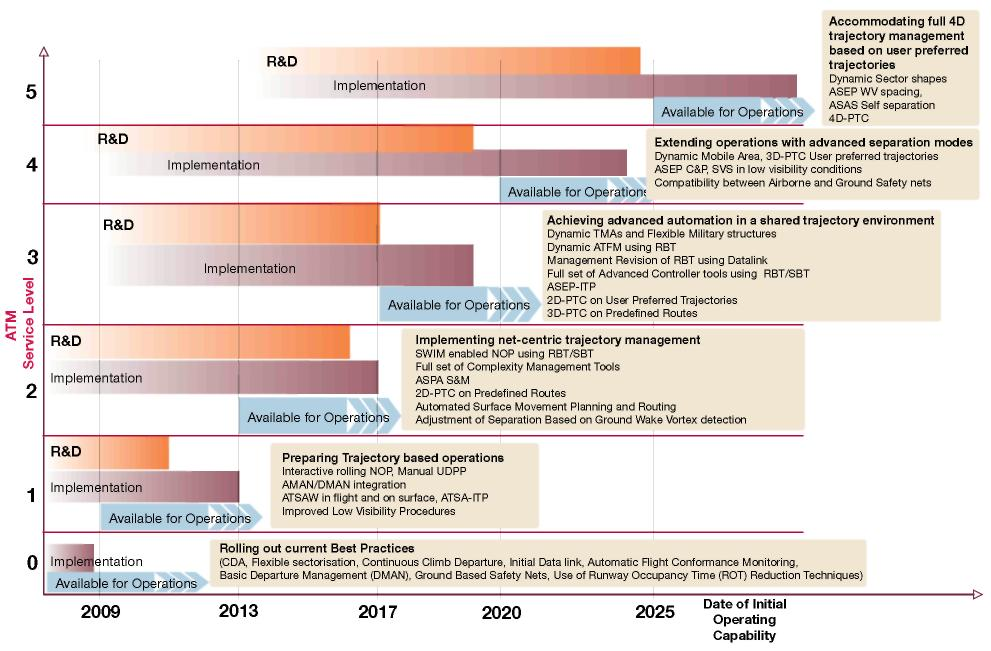 Accommodating full 4D
trajectory management
based on user preferred
trajectories
Dynamic Sector shapes
ASEP WV spacing,
ASAS Self separation
4D-PTC
R&D
Implementation
5
Available for Operations
R&D
Extending operations with advanced separation modes
Dynamic Mobile Area, 3D-PTC User preferred trajectories
ASEP C&P, SVS in low visibility conditions
Compatibility between Airborne and Ground Safety nets
4
Implementation
Available for Operations
R&D
Achieving advanced automation in a shared trajectory environment
Dynamic TMAs and Flexible Military structures
Dynamic ATFM using RBT
Management Revision of RBT using Datalink
Full set of Advanced Controller tools using RBT/SBT
ASEP-ITP
2D-PTC on User Preferred Trajectories
3D-PTC on Predefined Routes
3
Implementation
Available for Operations
ATM
Service Level
R&D
Implementing net-centric trajectory management
SWIM enabled NOP using RBT/SBT
Full set of Complexity Management Tools
ASPA S&M
2D-PTC on Predefined Routes
Automated Surface Movement Planning and Routing
Adjustment of Separation Based on Ground Wake Vortex detection
Implementation
2
Available for Operations
R&D
Preparing Trajectory based operations
Interactive rolling NOP, Manual UDPP
AMAN/DMAN integration
ATSAW in flight and on surface, ATSA-ITP
Improved Low Visibility Procedures
Implementation
1
Available for Operations
Rolling out current Best Practices
(CDA, Flexible sectorisation, Continuous Climb Departure, Initial Data link, Automatic Flight Conformance Monitoring,
Basic Departure Management (DMAN), Ground Based Safety Nets, Use of Runway Occupancy Time (ROT) Reduction Techniques)
0
Implementation
Available for Operations
2009 2013 2017 2020 2025
Date of Initial
Operating
Capability